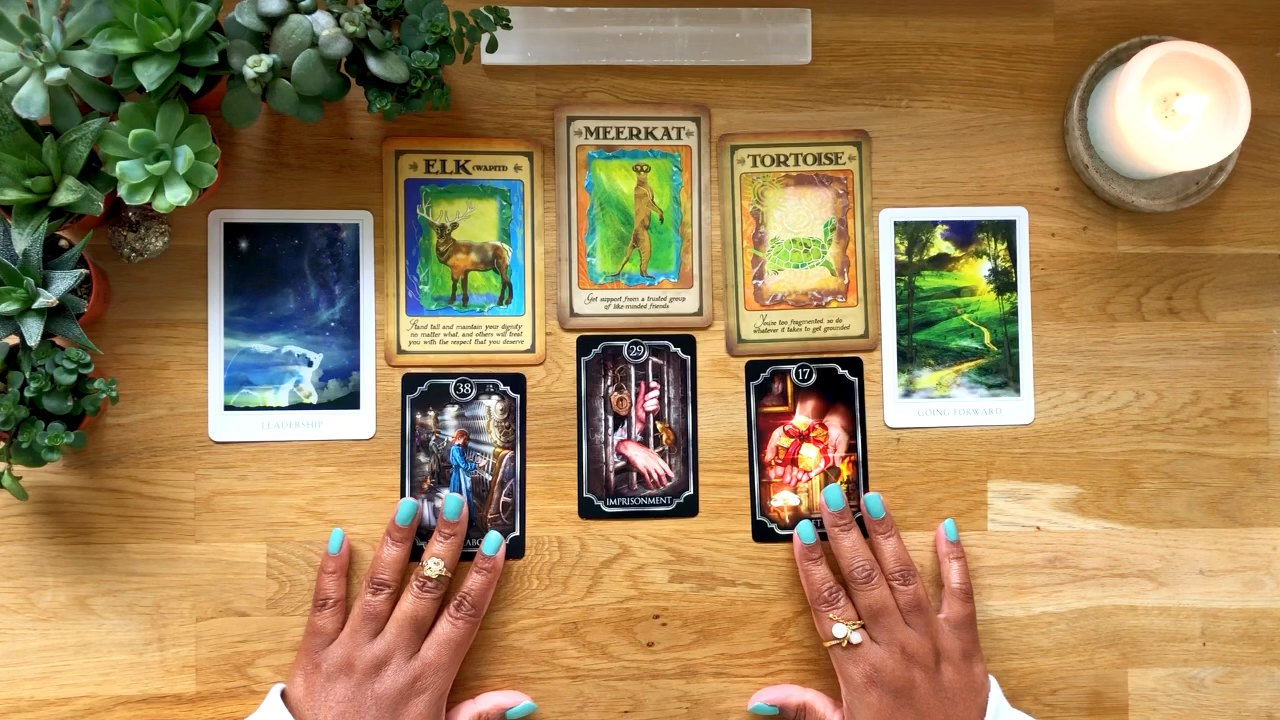 MEERKAT
ELK (WAPITI)
TORTOISE
Get support from a trusted group
of like-minded friends
Stand tall and maintain your dignity
no matter what, and others will treat
you with the respect that you deserve
You're too fragmented, so do
whatever it takes to get grounded
LEADERSHIP
GOING FORWARD
38
29
17
IMPRISONMENT